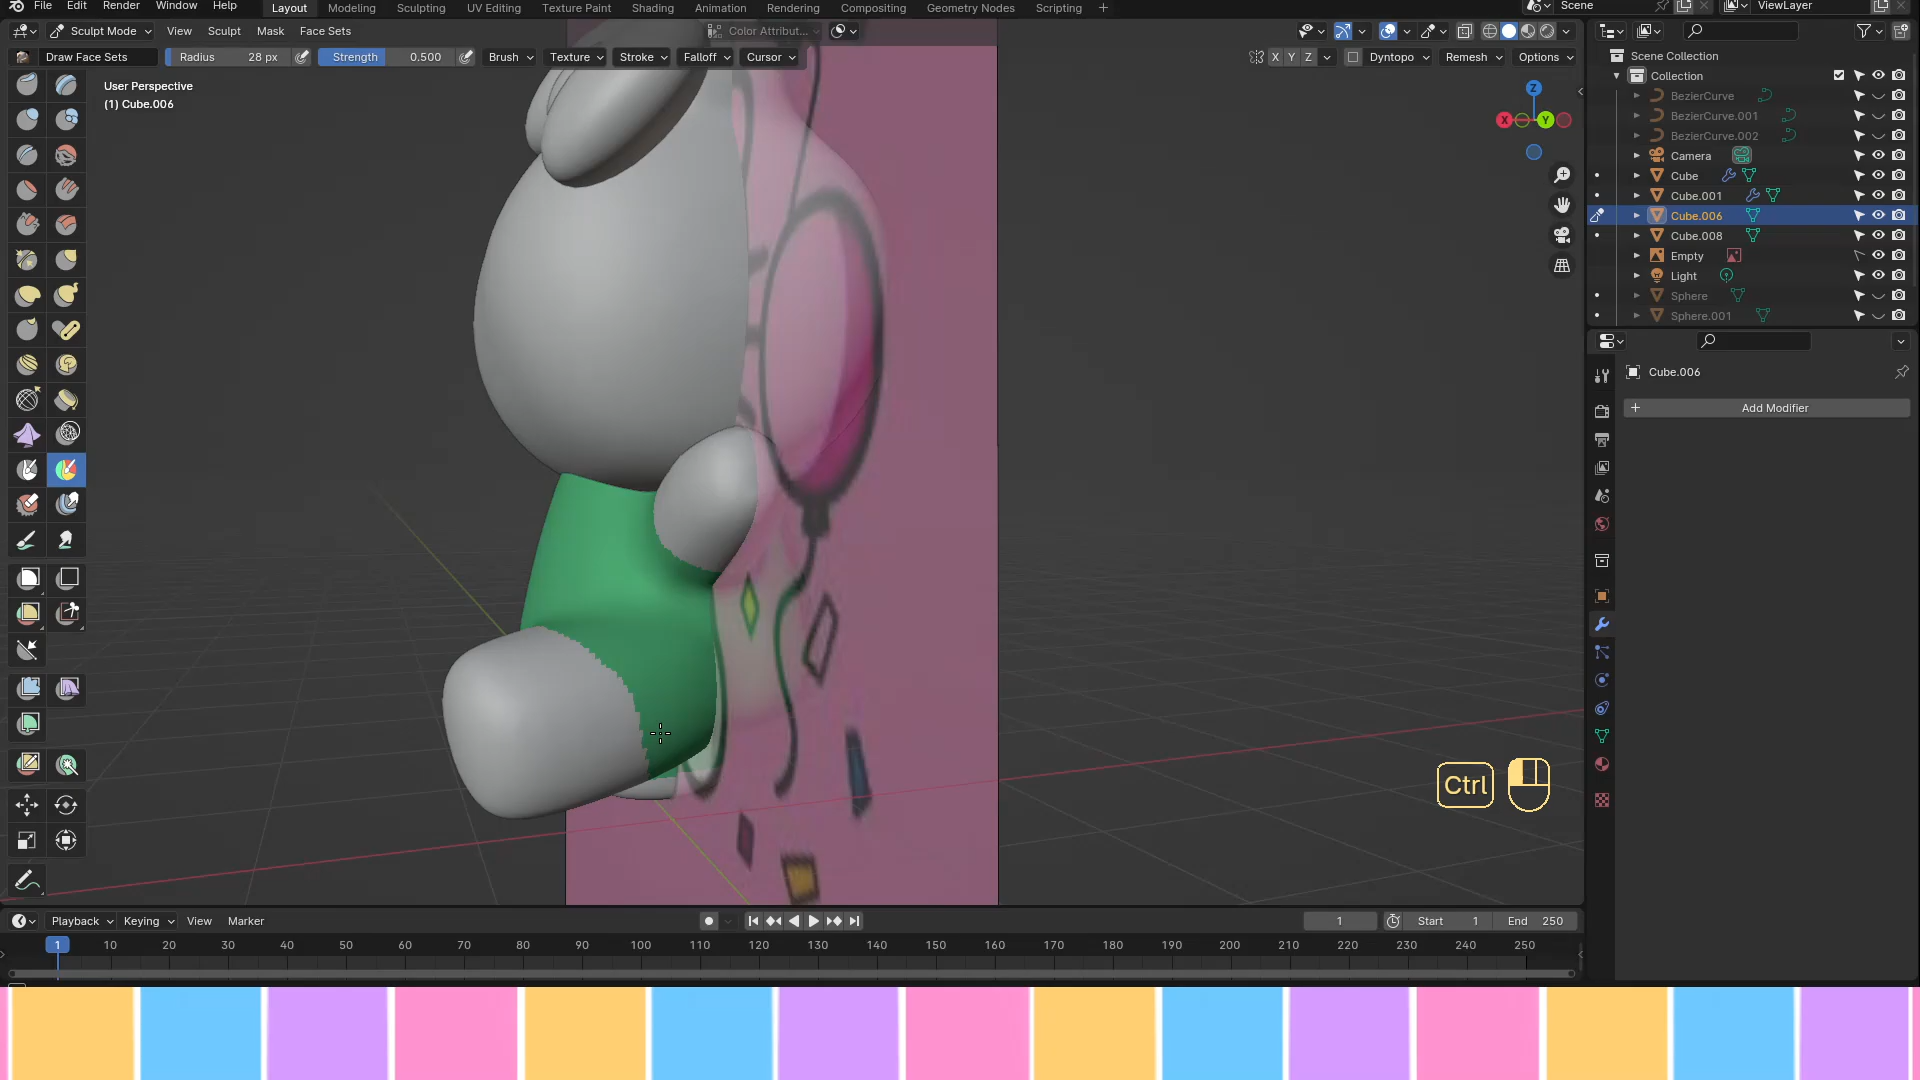 File Edit Render Window Help Layout Modeling Sculpting UV Editing Texture Paint Shading Animation Rendering Compositing Geometry Nodes Scripting + Scene ViewLayer
Sculpt Mode View Sculpt Mask Face Sets Color Attribut...
Draw Face Sets Radius 28 px Strength 0.500 Brush Texture Stroke Falloff Cursor X Y Z Dyntopo Remesh Options
User Perspective
(1) Cube.006
Z
X Y
Scene Collection
Collection
BezierCurve
BezierCurve.001
BezierCurve.002
Camera
Cube
Cube.001
Cube.006
Cube.008
Empty
Light
Sphere
Sphere.001
Cube.006
+ Add Modifier
Ctrl
Playback Keying View Marker 1 Start 1 End 250
1 10 20 30 40 50 60 70 80 90 100 110 120 130 140 150 160 170 180 190 200 210 220 230 240 250